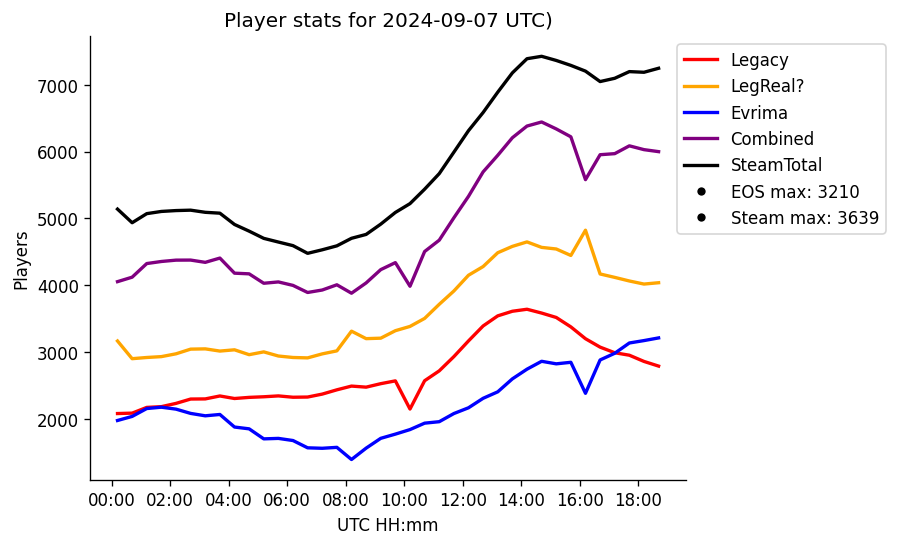 Player stats for 2024-09-07 UTC)
Legacy
LegReal?
Evrima
Combined
SteamTotal
EOS max: 3210
Steam max: 3639
Players
7000
6000
5000
4000
3000
2000
00:00 02:00 04:00 06:00 08:00 10:00 12:00 14:00 16:00 18:00
UTC HH:mm